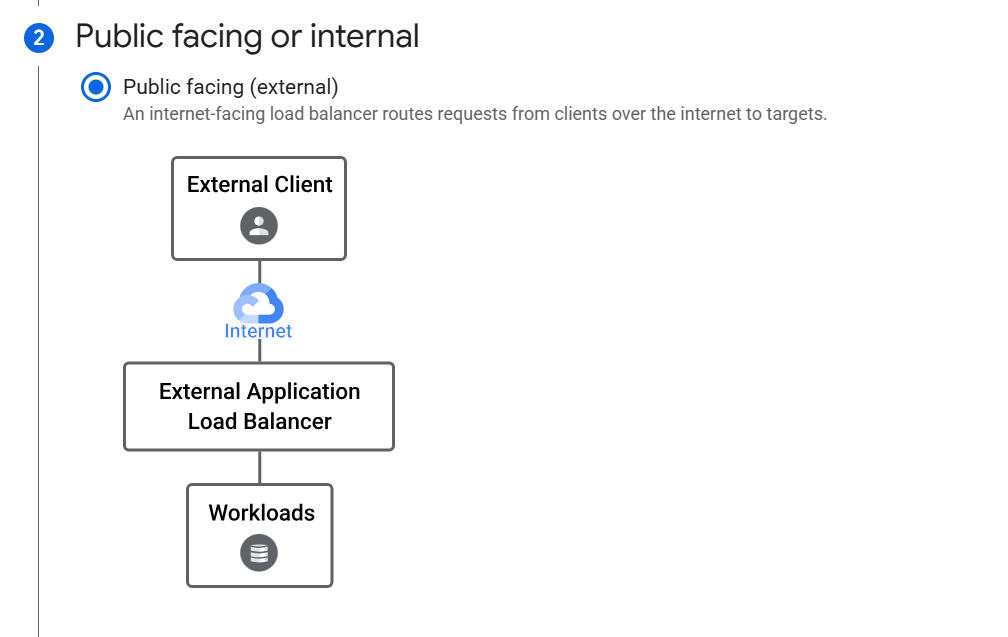 2
Public facing or internal
Public facing (external)
An internet-facing load balancer routes requests from clients over the internet to targets.
External Client
Internet
External Application
Load Balancer
Workloads